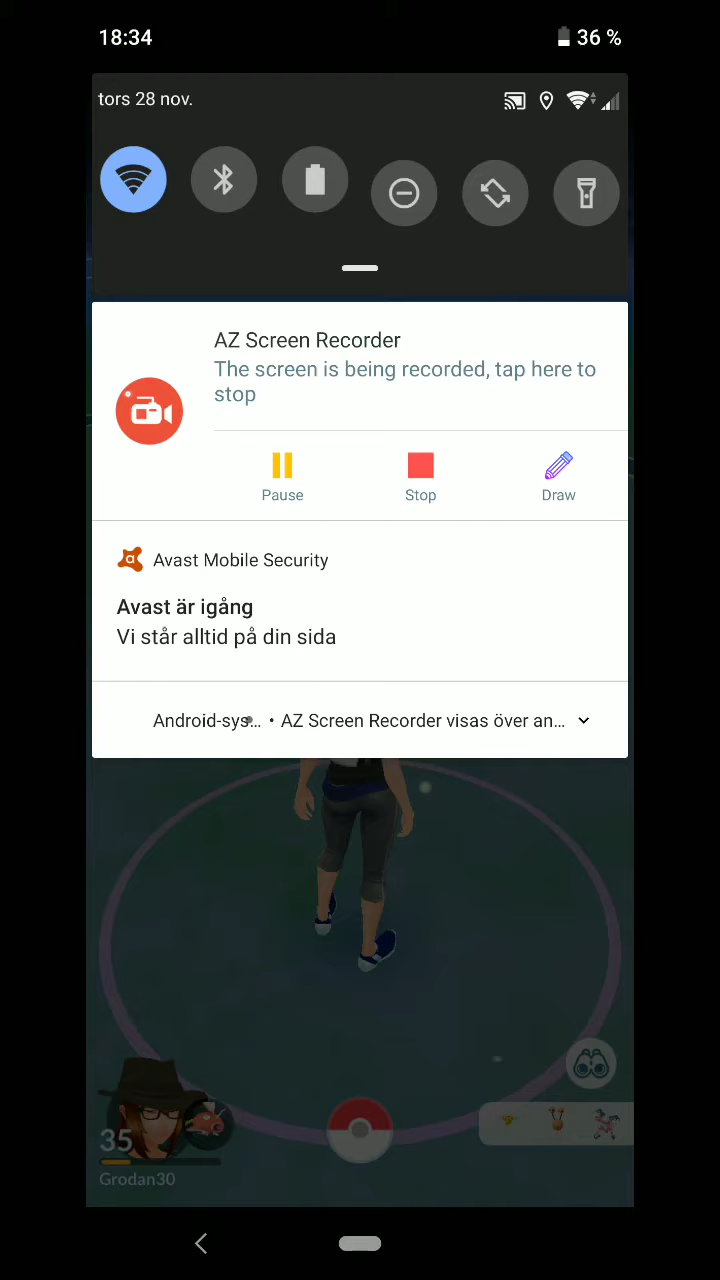 18:34
36 %
tors 28 nov.
AZ Screen Recorder
The screen is being recorded, tap here to
stop
Pause
Stop
Draw
Avast Mobile Security
Avast är igång
Vi står alltid på din sida
Android-sys… • AZ Screen Recorder visas över an…
35
Grodan30